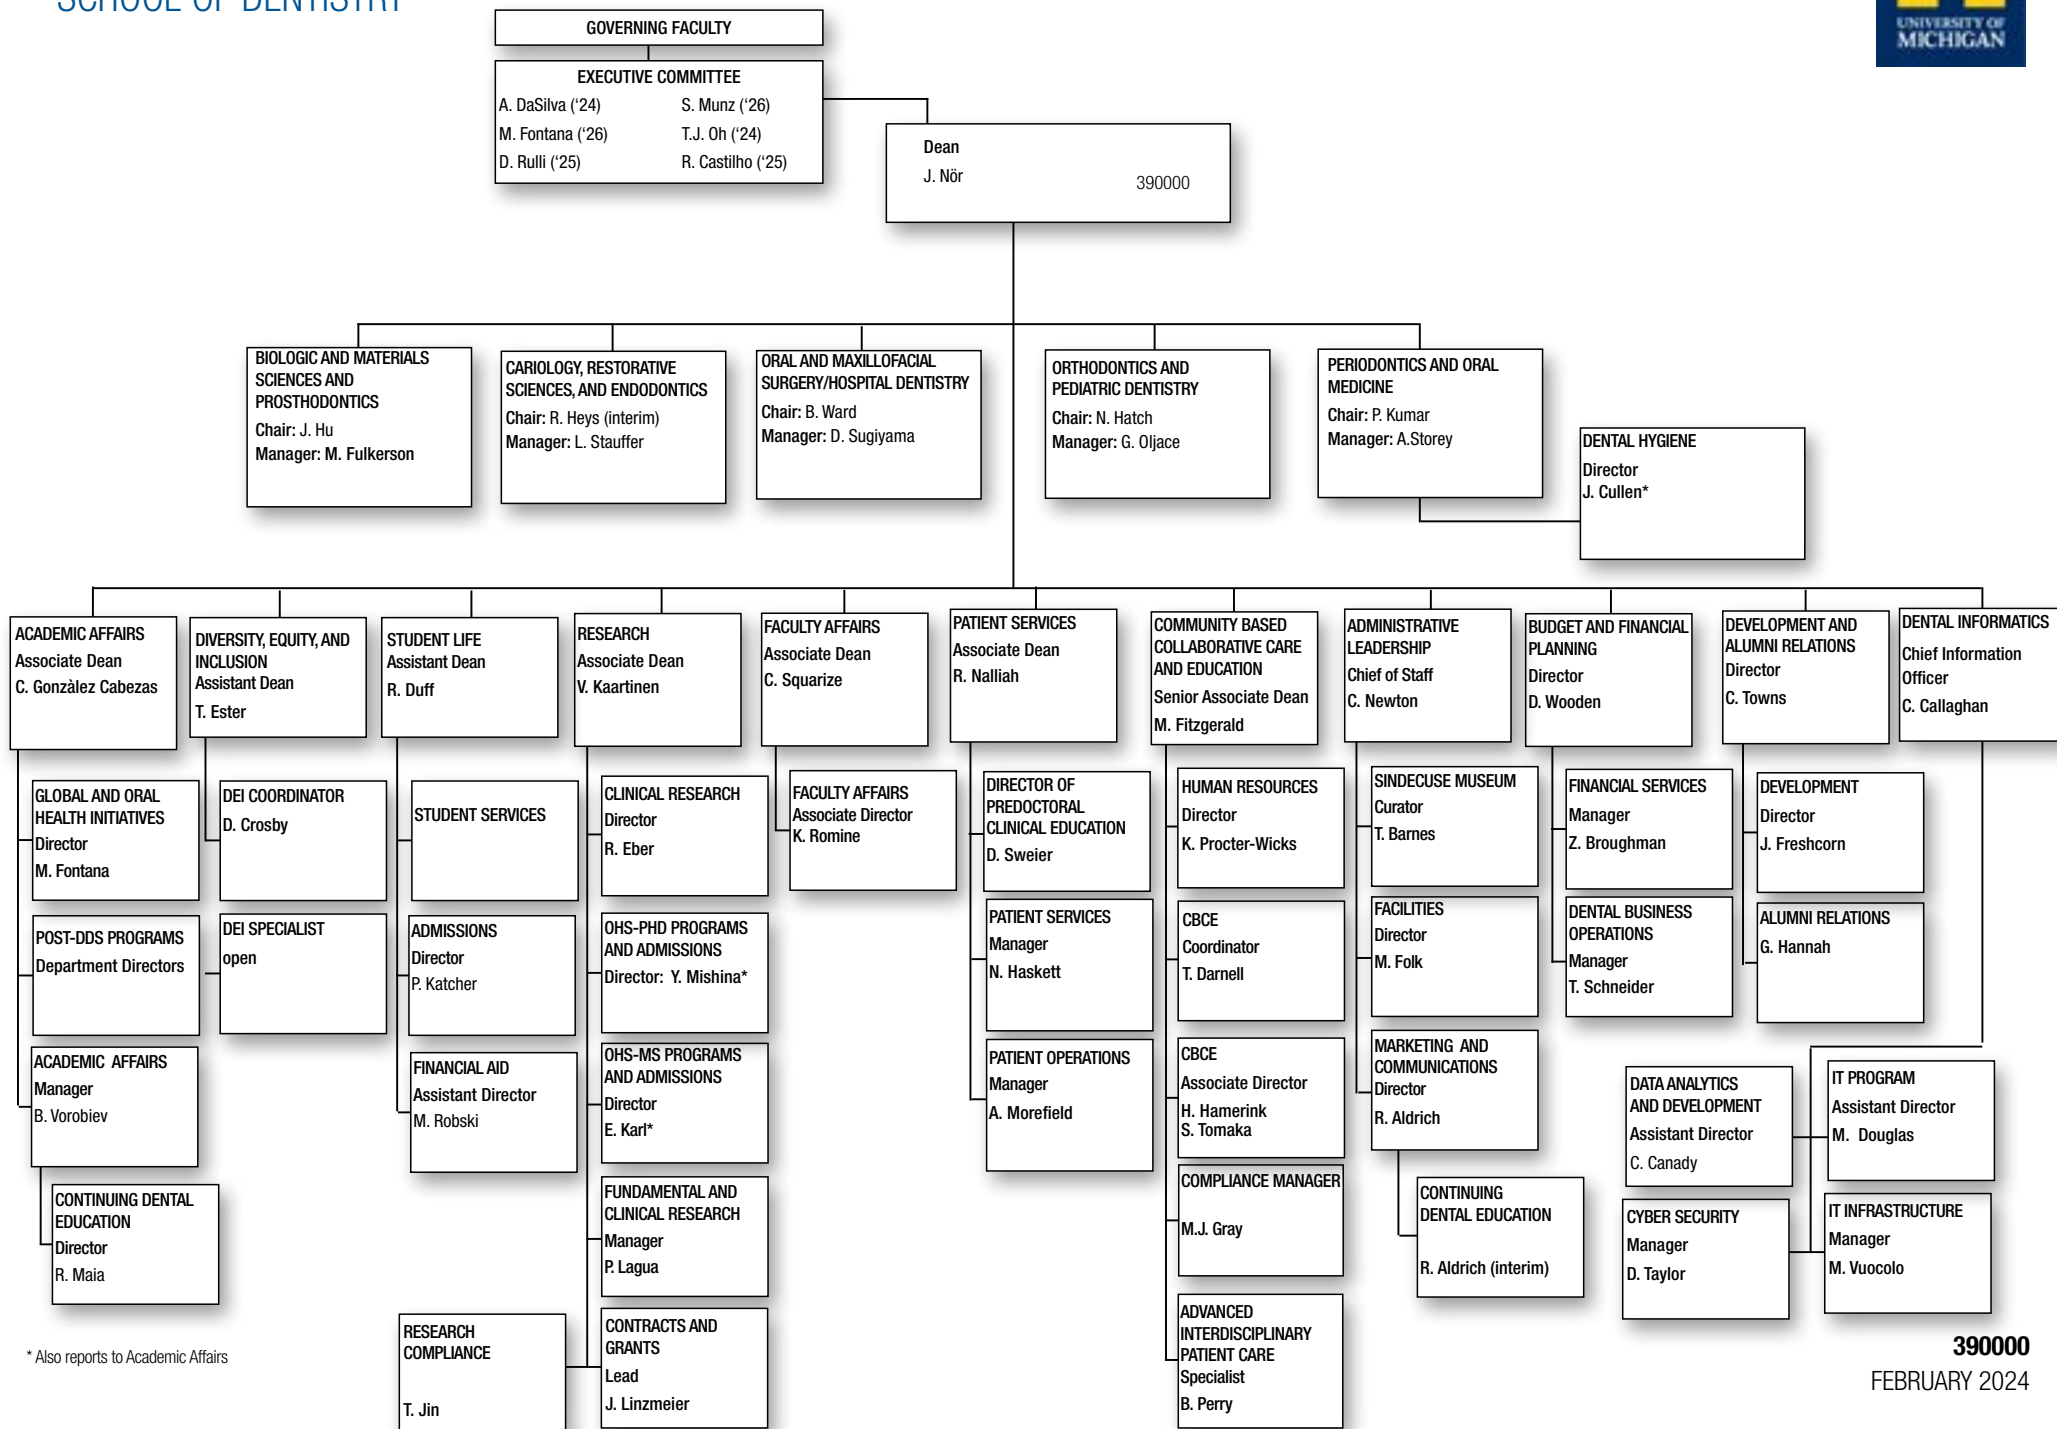 SCHOOL OF DENTISTRY
UNIVERSITY OF
MICHIGAN
GOVERNING FACULTY
EXECUTIVE COMMITTEE
A. DaSilva (‘24)
S. Munz (‘26)
M. Fontana (‘26)
T.J. Oh (‘24)
D. Rulli (‘25)
R. Castilho (‘25)
Dean
J. Nör
390000
BIOLOGIC AND MATERIALS
SCIENCES AND
PROSTHODONTICS
Chair: J. Hu
Manager: M. Fulkerson
CARIOLOGY, RESTORATIVE
SCIENCES, AND ENDODONTICS
Chair: R. Heys (interim)
Manager: L. Stauffer
ORAL AND MAXILLOFACIAL
SURGERY/HOSPITAL DENTISTRY
Chair: B. Ward
Manager: D. Sugiyama
ORTHODONTICS AND
PEDIATRIC DENTISTRY
Chair: N. Hatch
Manager: G. Oljace
PERIODONTICS AND ORAL
MEDICINE
Chair: P. Kumar
Manager: A.Storey
DENTAL HYGIENE
Director
J. Cullen*
ACADEMIC AFFAIRS
Associate Dean
C. Gonzàlez Cabezas
DIVERSITY, EQUITY, AND
INCLUSION
Assistant Dean
T. Ester
STUDENT LIFE
Assistant Dean
R. Duff
RESEARCH
Associate Dean
V. Kaartinen
FACULTY AFFAIRS
Associate Dean
C. Squarize
PATIENT SERVICES
Associate Dean
R. Nalliah
COMMUNITY BASED
COLLABORATIVE CARE
AND EDUCATION
Senior Associate Dean
M. Fitzgerald
ADMINISTRATIVE
LEADERSHIP
Chief of Staff
C. Newton
BUDGET AND FINANCIAL
PLANNING
Director
D. Wooden
DEVELOPMENT AND
ALUMNI RELATIONS
Director
C. Towns
DENTAL INFORMATICS
Chief Information
Officer
C. Callaghan
GLOBAL AND ORAL
HEALTH INITIATIVES
Director
M. Fontana
POST-DDS PROGRAMS
Department Directors
ACADEMIC AFFAIRS
Manager
B. Vorobiev
CONTINUING DENTAL
EDUCATION
Director
R. Maia
DEI COORDINATOR
D. Crosby
DEI SPECIALIST
open
STUDENT SERVICES
ADMISSIONS
Director
P. Katcher
FINANCIAL AID
Assistant Director
M. Robski
CLINICAL RESEARCH
Director
R. Eber
OHS-PHD PROGRAMS
AND ADMISSIONS
Director: Y. Mishina*
OHS-MS PROGRAMS
AND ADMISSIONS
Director
E. Karl*
FUNDAMENTAL AND
CLINICAL RESEARCH
Manager
P. Lagua
RESEARCH
COMPLIANCE
T. Jin
CONTRACTS AND
GRANTS
Lead
J. Linzmeier
FACULTY AFFAIRS
Associate Director
K. Romine
DIRECTOR OF
PREDOCTORAL
CLINICAL EDUCATION
D. Sweier
PATIENT SERVICES
Manager
N. Haskett
PATIENT OPERATIONS
Manager
A. Morefield
HUMAN RESOURCES
Director
K. Procter-Wicks
CBCE
Coordinator
T. Darnell
CBCE
Associate Director
H. Hamerink
S. Tomaka
COMPLIANCE MANAGER
M.J. Gray
ADVANCED
INTERDISCIPLINARY
PATIENT CARE
Specialist
B. Perry
SINDECUSE MUSEUM
Curator
T. Barnes
FACILITIES
Director
M. Folk
MARKETING AND
COMMUNICATIONS
Director
R. Aldrich
CONTINUING
DENTAL EDUCATION
R. Aldrich (interim)
FINANCIAL SERVICES
Manager
Z. Broughman
DENTAL BUSINESS
OPERATIONS
Manager
T. Schneider
DEVELOPMENT
Director
J. Freshcorn
ALUMNI RELATIONS
G. Hannah
DATA ANALYTICS
AND DEVELOPMENT
Assistant Director
C. Canady
IT PROGRAM
Assistant Director
M. Douglas
CYBER SECURITY
Manager
D. Taylor
IT INFRASTRUCTURE
Manager
M. Vuocolo
* Also reports to Academic Affairs
390000
FEBRUARY 2024